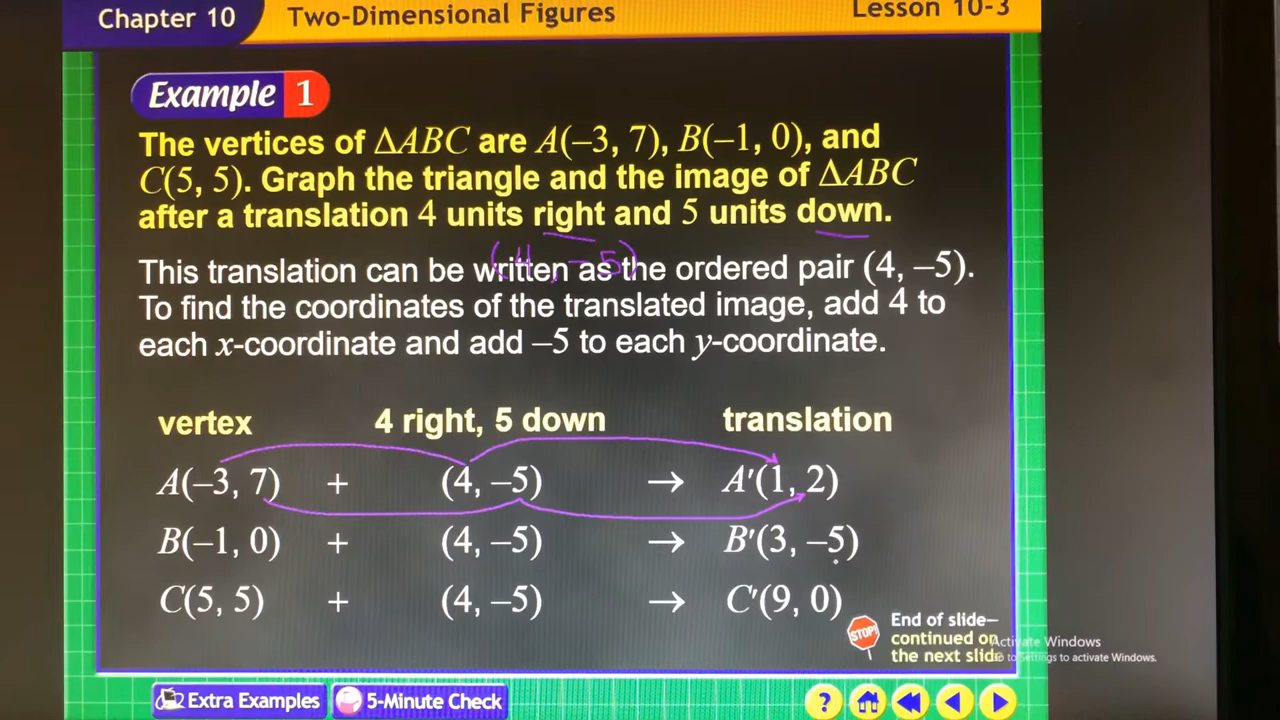 Chapter 10 Two-Dimensional Figures Lesson 10-3
Example 1
The vertices of ΔABC are A(–3, 7), B(–1, 0), and
C(5, 5). Graph the triangle and the image of ΔABC
after a translation 4 units right and 5 units down.
(4, –5)
This translation can be written as the ordered pair (4, –5).
To find the coordinates of the translated image, add 4 to
each x-coordinate and add –5 to each y-coordinate.
vertex 4 right, 5 down translation
A(–3, 7) + (4, –5) → A′(1, 2)
B(–1, 0) + (4, –5) → B′(3, –5)
C(5, 5) + (4, –5) → C′(9, 0)
STOP!
End of slide–
continued on
the next slide
Activate Windows
to Settings to activate Windows.
Extra Examples 5-Minute Check ?